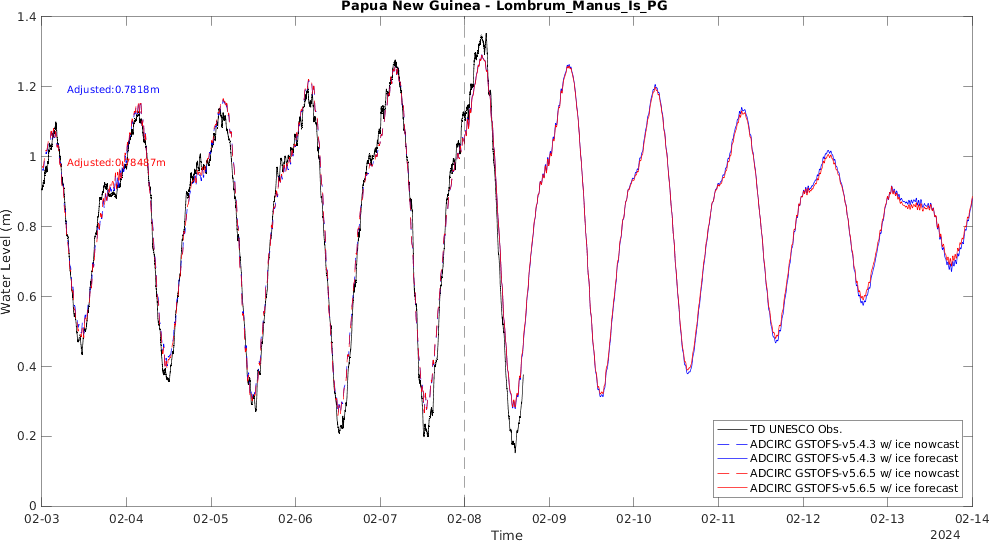 Papua New Guinea - Lombrum_Manus_Is_PG
1.4
1.2
1
0.8
0.6
0.4
0.2
0
Water Level (m)
Adjusted:0.7818m
Adjusted:0.78487m
TD UNESCO Obs.
ADCIRC GSTOFS-v5.4.3 w/ ice nowcast
ADCIRC GSTOFS-v5.4.3 w/ ice forecast
ADCIRC GSTOFS-v5.6.5 w/ ice nowcast
ADCIRC GSTOFS-v5.6.5 w/ ice forecast
02-03 02-04 02-05 02-06 02-07 02-08 02-09 02-10 02-11 02-12 02-13 02-14
Time
2024